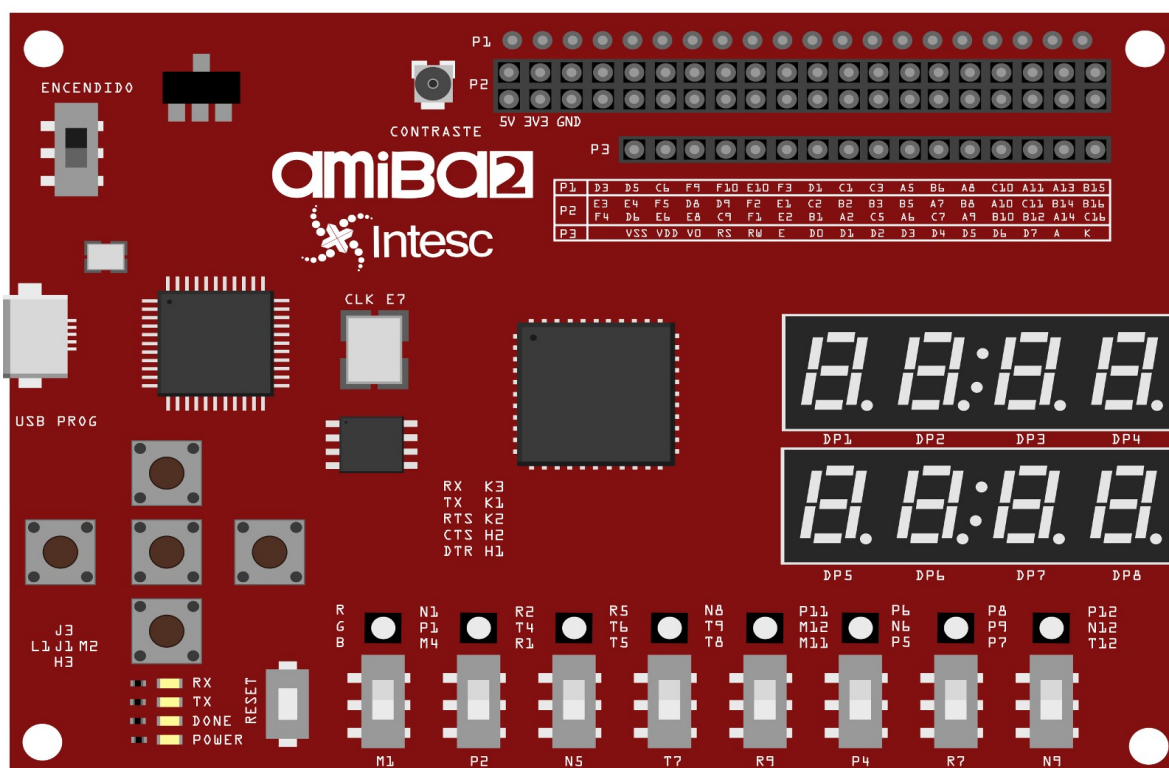 P1
ENCENDIDO
P2
5V 3V3 GND
CONTRASTE
P3
amiBa2
Intesc
P1 D3 D5 C6 F9 F10 E10 F3 D1 C1 C3 A5 B6 A8 C10 A11 A13 B15
P2 E3 E4 F5 D8 D9 F2 E1 C2 B2 B3 B5 A7 B8 A10 C11 B14 B16
F4 D6 E6 E8 C9 F1 E2 B1 A2 C5 A6 C7 A9 B10 B12 A14 C16
P3 VSS VDD VO RS RW E D0 D1 D2 D3 D4 D5 D6 D7 A K
CLK E7
USB PROG
DP1 DP2 DP3 DP4
RX K3
TX K1
RTS K2
CTS H2
DTR H1
DP5 DP6 DP7 DP8
R N1 R2 R5 N8 P11 P6 P8 P12
G P1 T4 T6 T9 M12 N6 P9 N12
B M4 R1 T5 T8 M11 P5 P7 T12
J3
L1 J1 M2
H3
RX
TX
DONE
POWER
RESET
M1 P2 N5 T7 R9 P4 R7 N9